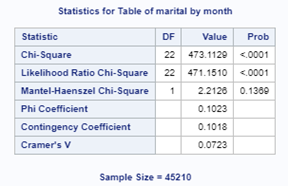 Statistics for Table of marital by month
Statistic DF Value Prob
Chi-Square 22 473.1129 <.0001
Likelihood Ratio Chi-Square 22 471.1510 <.0001
Mantel-Haenszel Chi-Square 1 2.2126 0.1369
Phi Coefficient 0.1023
Contingency Coefficient 0.1018
Cramer's V 0.0723
Sample Size = 45210